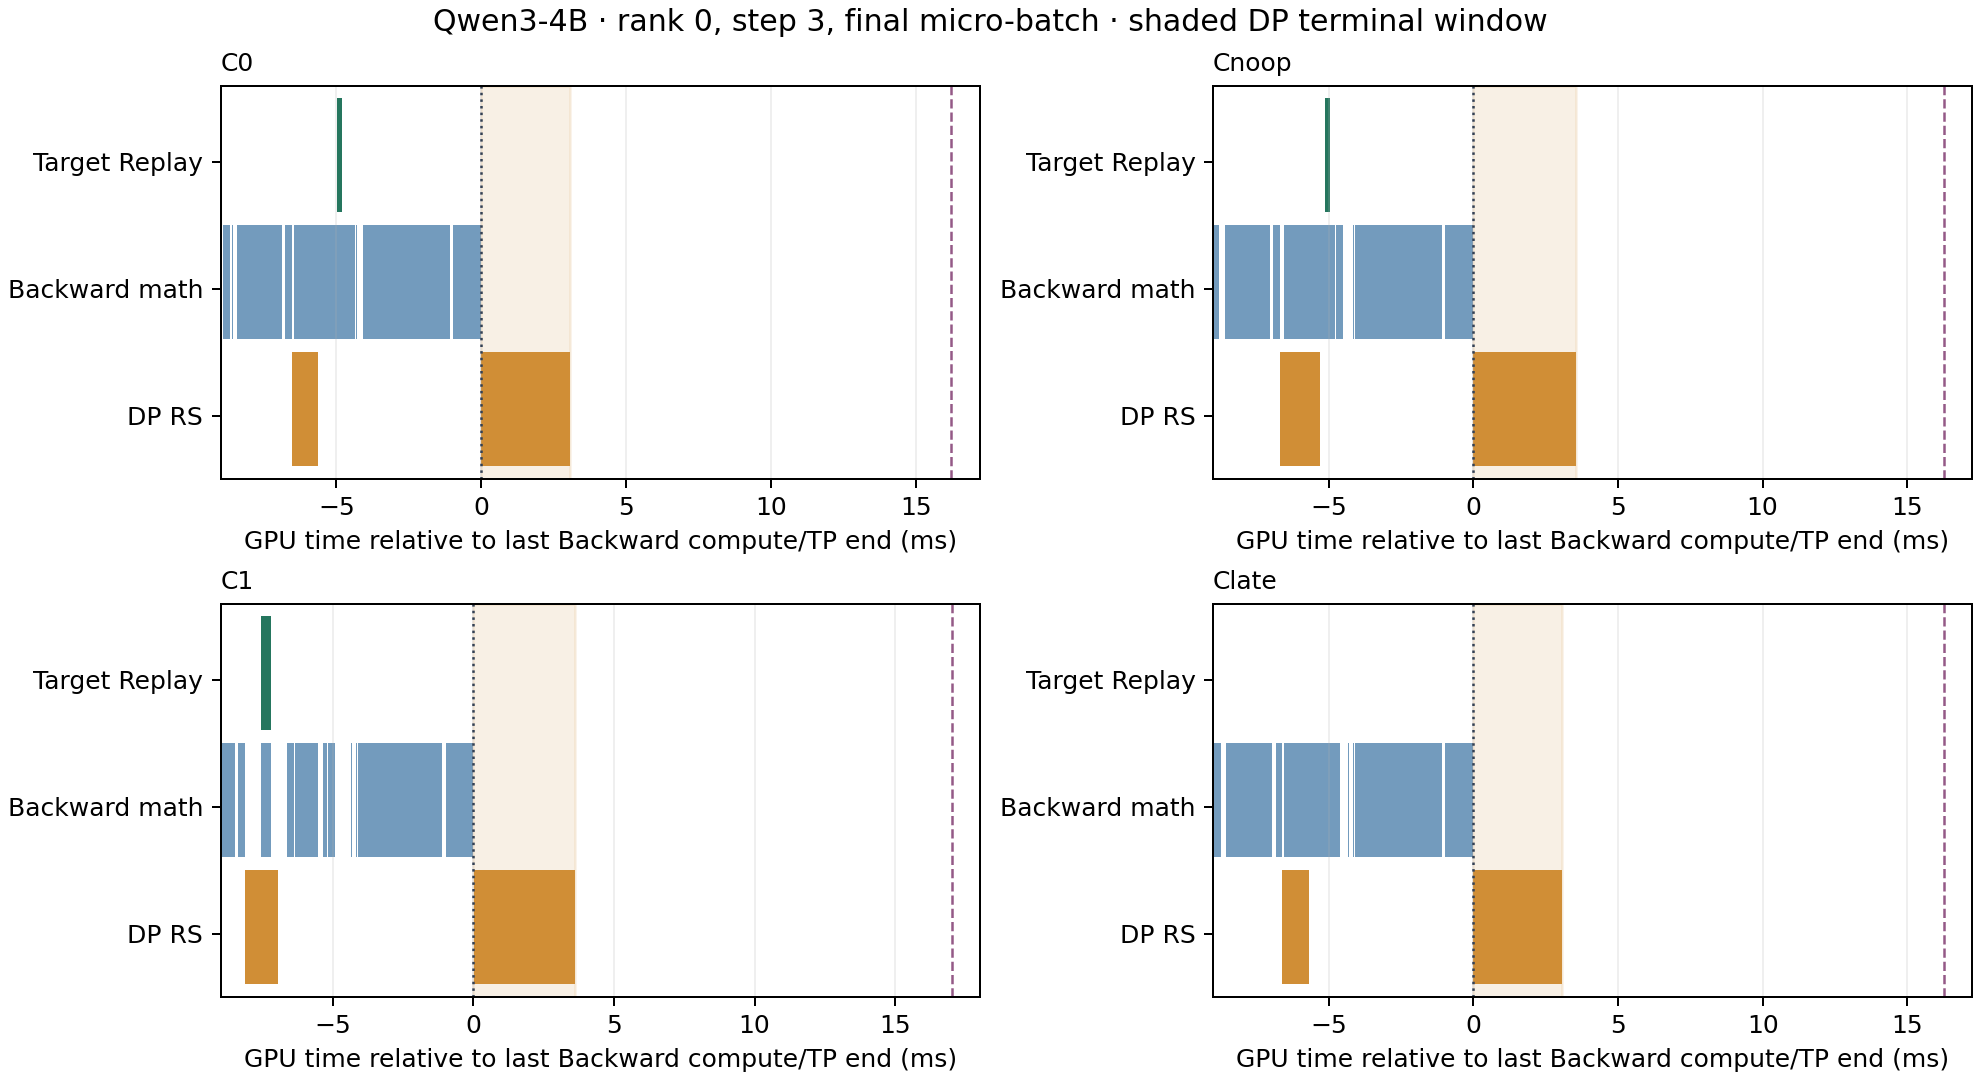 Qwen3-4B · rank 0, step 3, final micro-batch · shaded DP terminal window
C0
Target Replay
Backward math
DP RS
−5 0 5 10 15
GPU time relative to last Backward compute/TP end (ms)
Cnoop
Target Replay
Backward math
DP RS
−5 0 5 10 15
GPU time relative to last Backward compute/TP end (ms)
C1
Target Replay
Backward math
DP RS
−5 0 5 10 15
GPU time relative to last Backward compute/TP end (ms)
Clate
Target Replay
Backward math
DP RS
−5 0 5 10 15
GPU time relative to last Backward compute/TP end (ms)